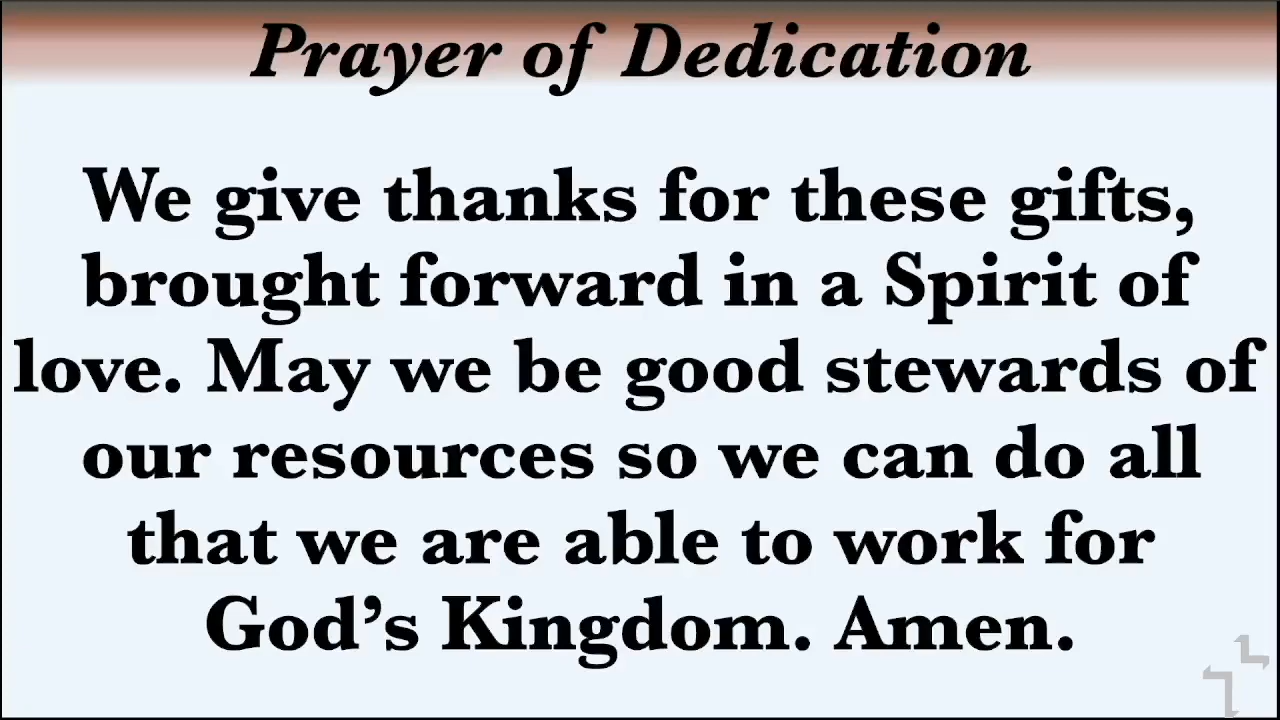 Prayer of Dedication
We give thanks for these gifts,
brought forward in a Spirit of
love. May we be good stewards of
our resources so we can do all
that we are able to work for
God’s Kingdom. Amen.